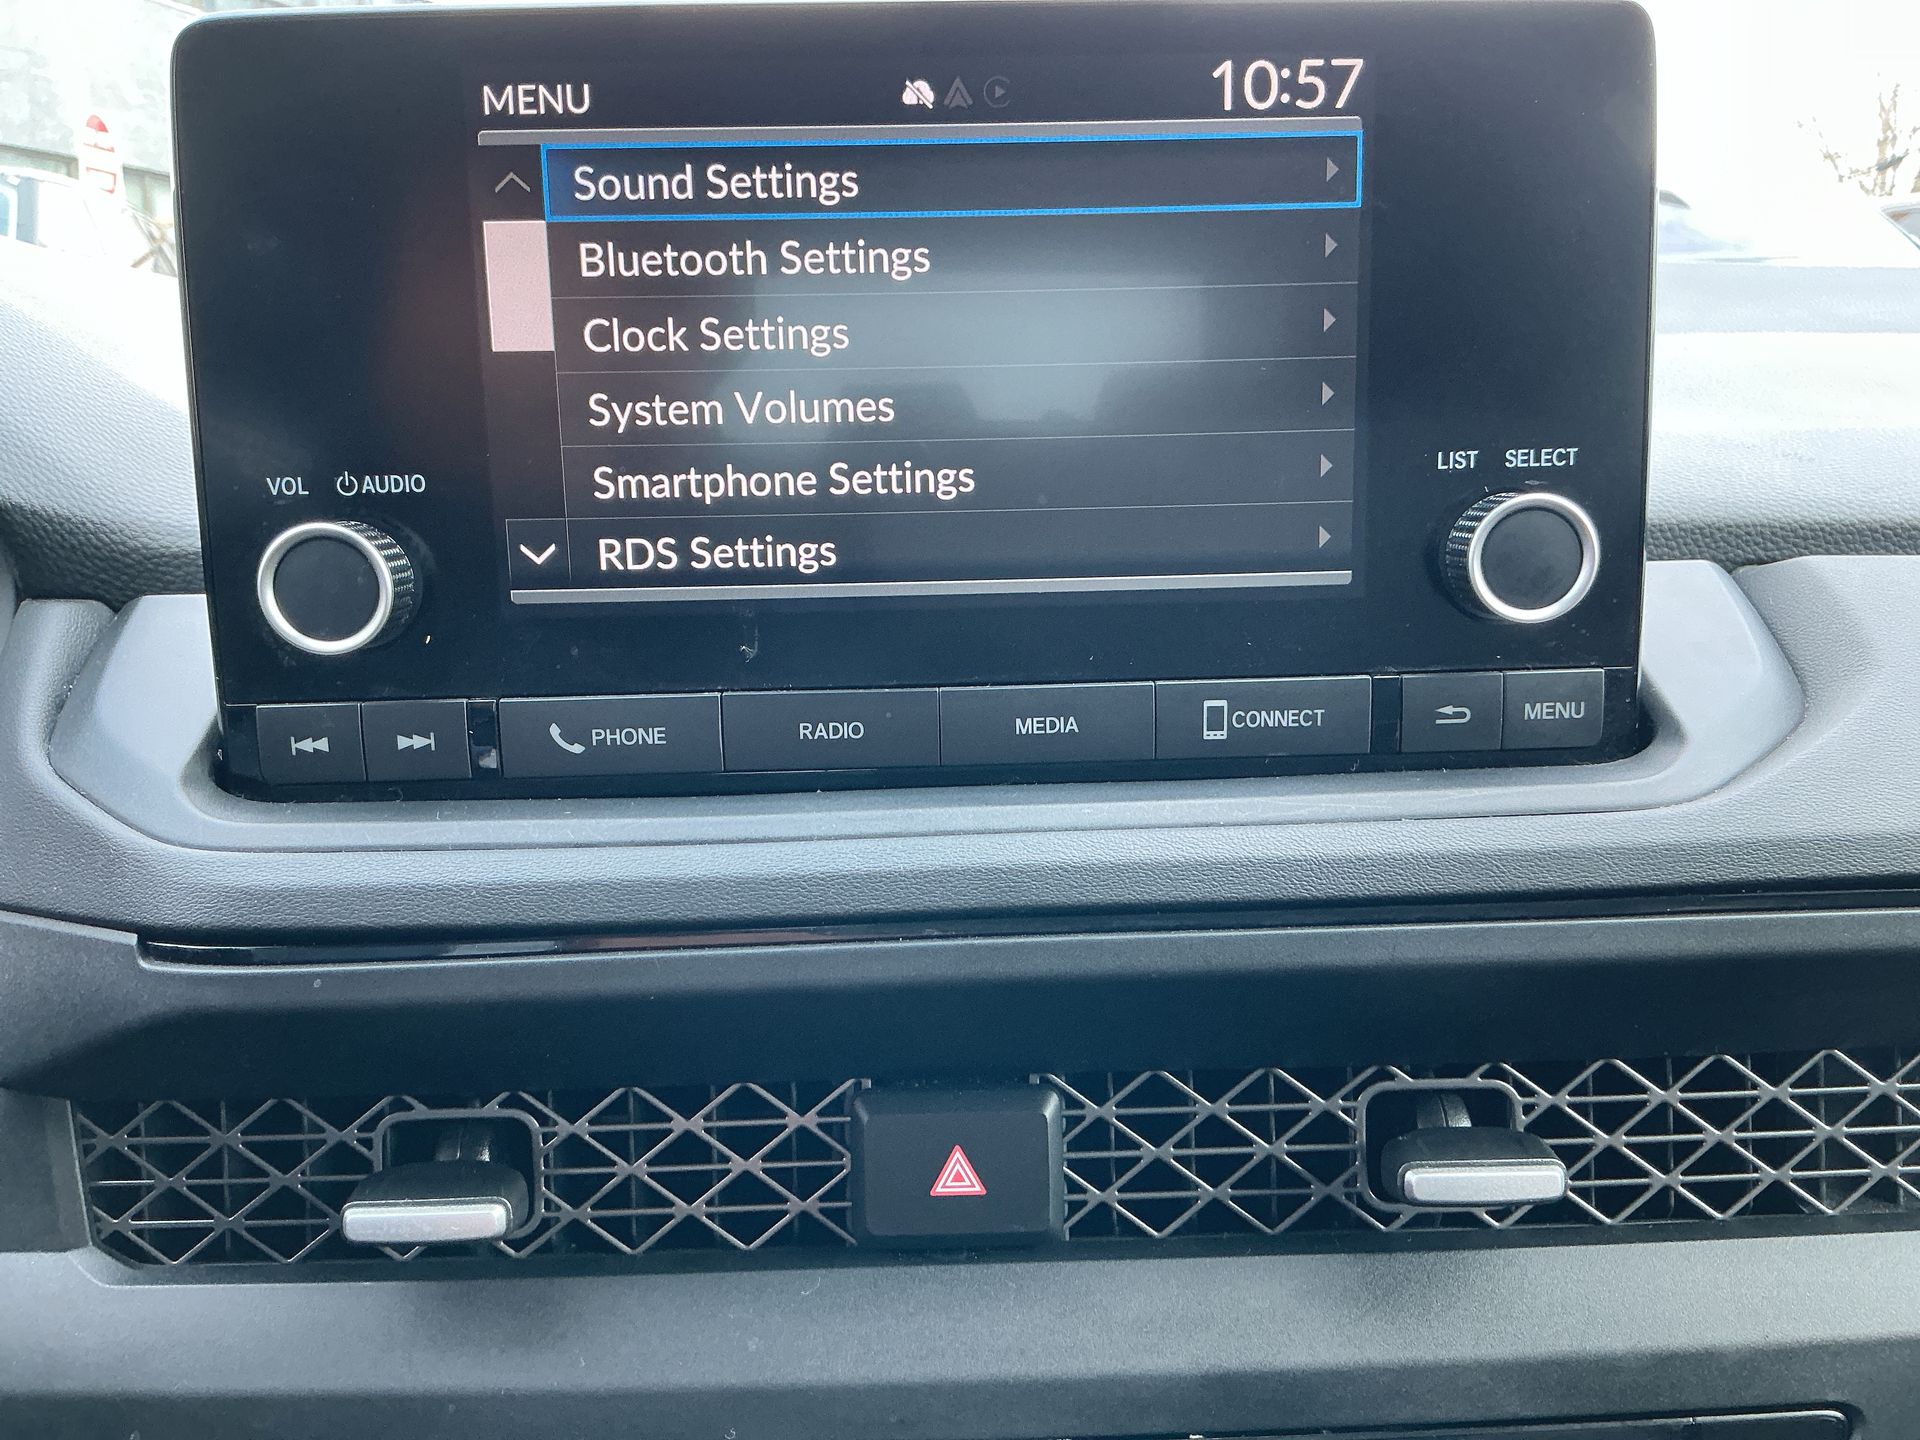 MENU 10:57
Sound Settings
Bluetooth Settings
Clock Settings
System Volumes
Smartphone Settings
RDS Settings
VOL AUDIO
LIST SELECT
PHONE RADIO MEDIA CONNECT MENU